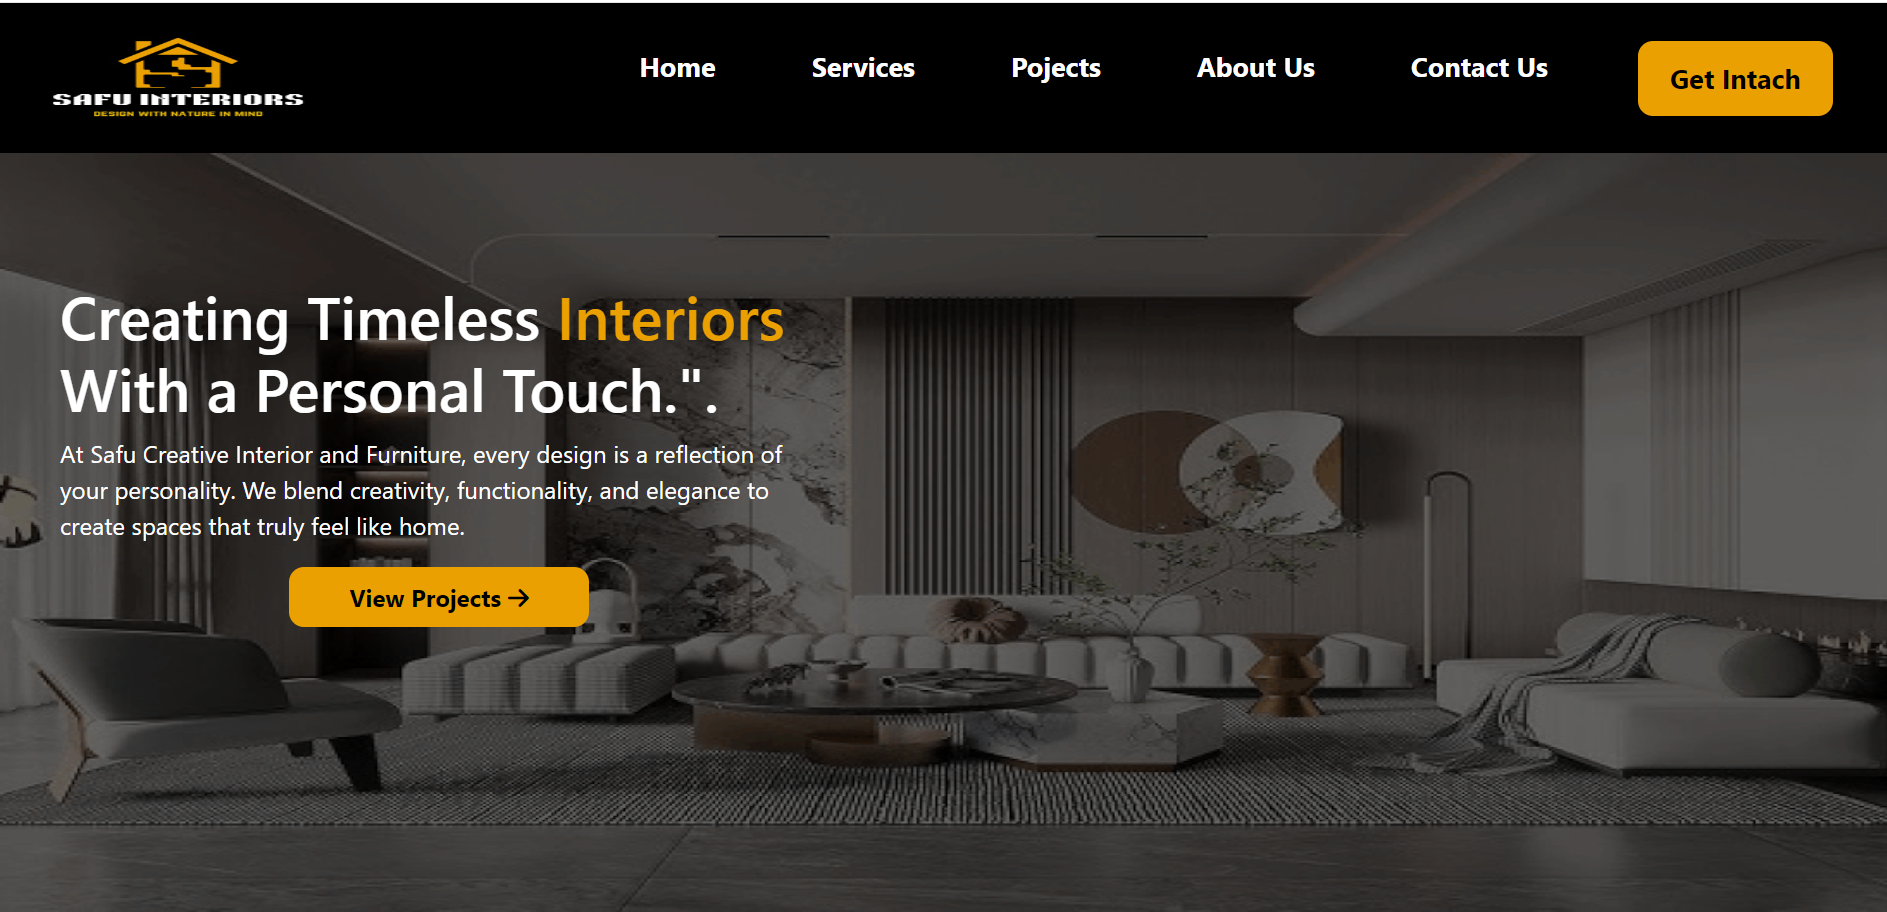 SAFU INTERIORS
DESIGN WITH NATURE IN MIND
Home Services Pojects About Us Contact Us Get Intach
Creating Timeless Interiors
With a Personal Touch.".
At Safu Creative Interior and Furniture, every design is a reflection of
your personality. We blend creativity, functionality, and elegance to
create spaces that truly feel like home.
View Projects →